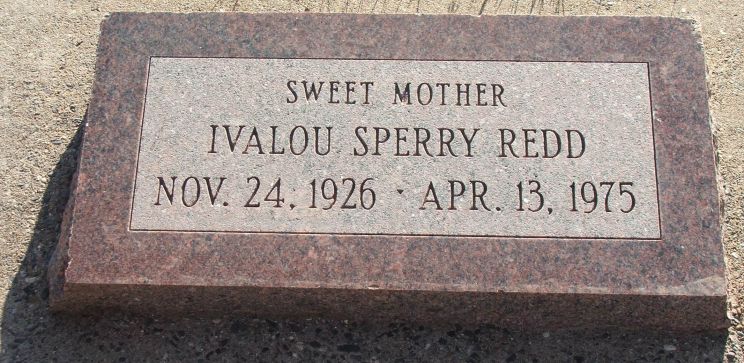 SWEET MOTHER
IVALOU SPERRY REDD
NOV. 24, 1926 · APR. 13, 1975